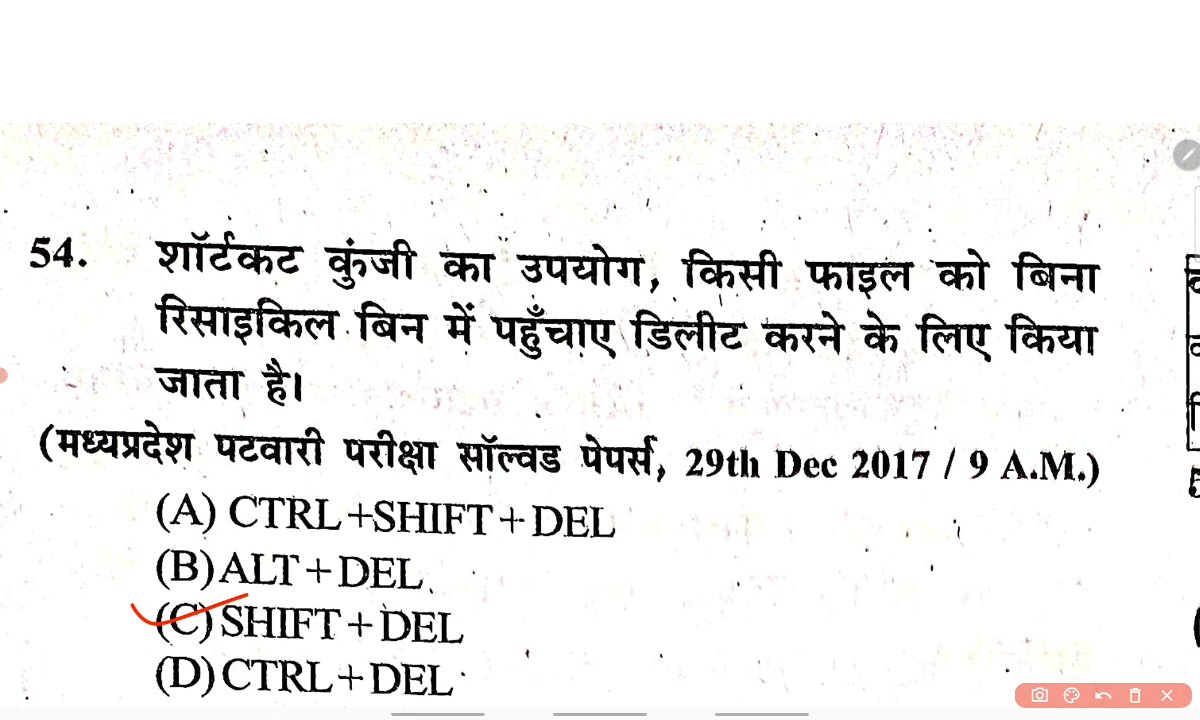 54. शॉर्टकट कुंजी का उपयोग, किसी फाइल को बिना
रिसाइकिल बिन में पहुँचाए डिलीट करने के लिए किया
जाता है।
(मध्यप्रदेश पटवारी परीक्षा सॉल्वड पेपर्स, 29th Dec 2017 / 9 A.M.)
(A) CTRL+SHIFT+DEL
(B) ALT+DEL
(C) SHIFT+DEL
(D) CTRL+DEL